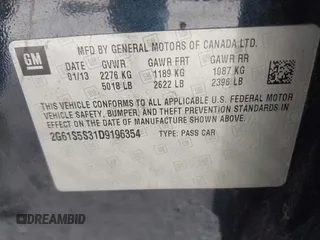 GM
MFD BY GENERAL MOTORS OF CANADA LTD.
DATE GVWR GAWR FRT GAWR RR
01/13 2276 KG 1189 KG 1087 KG
5018 LB 2622 LB 2396 LB
THIS VEHICLE CONFORMS TO ALL APPLICABLE U.S. FEDERAL MOTOR
VEHICLE SAFETY, BUMPER, AND THEFT PREVENTION STANDARDS IN
EFFECT ON THE DATE OF MANUFACTURE SHOWN ABOVE.
2G61S5S31D9196354 TYPE: PASS CAR
AUTOBIDMASTER